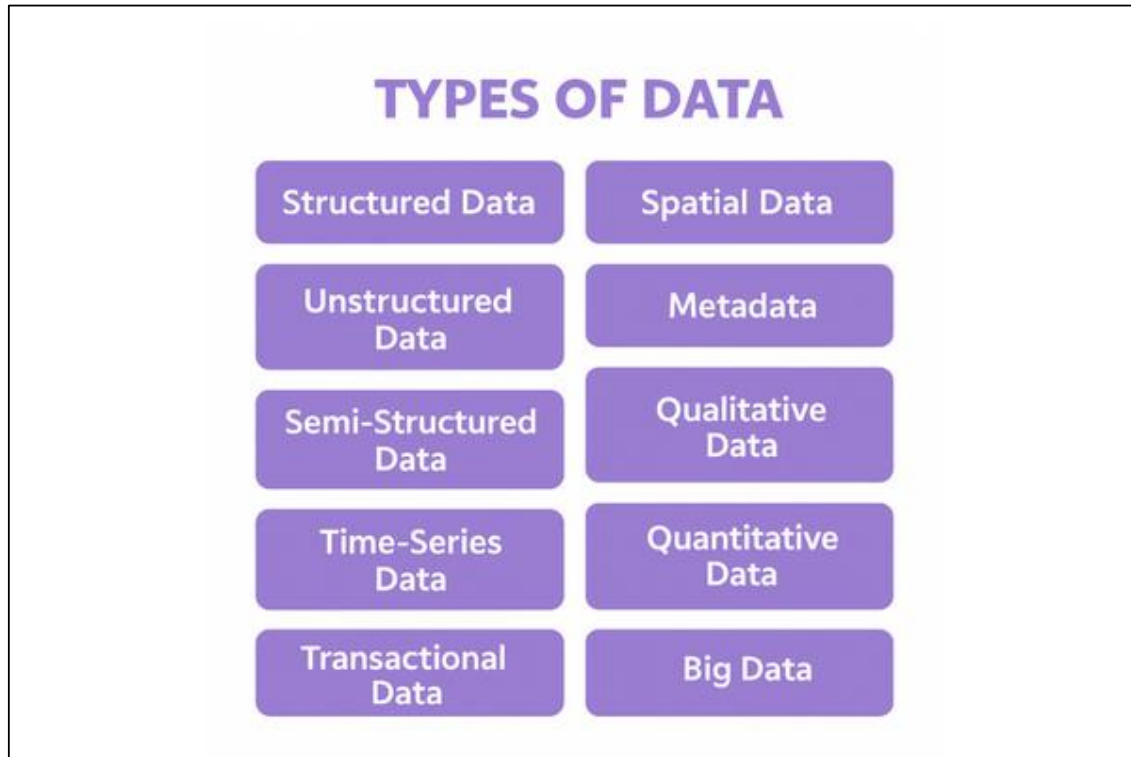 TYPES OF DATA
Structured Data
Unstructured
Data
Semi-Structured
Data
Time-Series
Data
Transactional
Data
Spatial Data
Metadata
Qualitative
Data
Quantitative
Data
Big Data